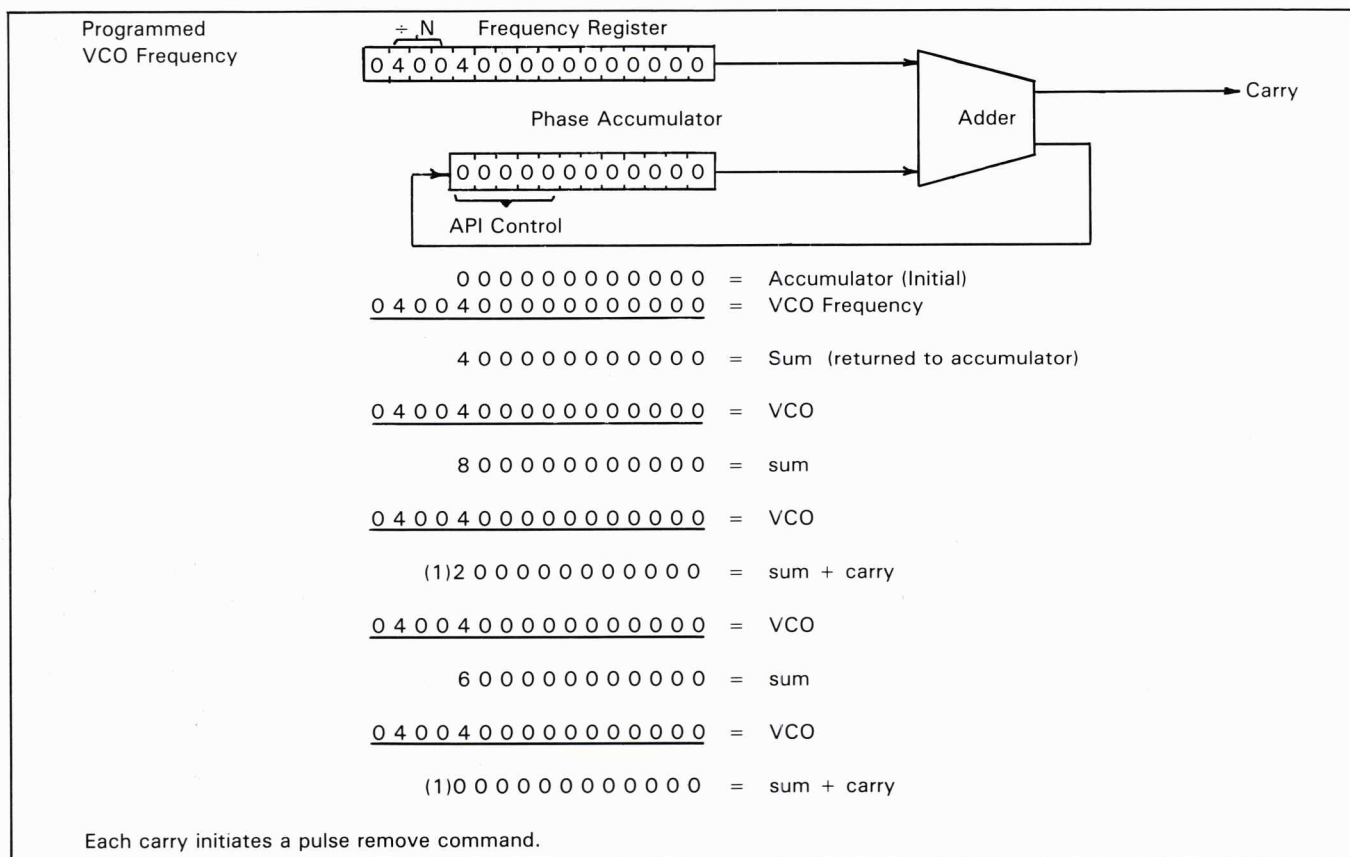 Programmed
VCO Frequency
÷ N Frequency Register
0 4 0 0 4 0 0 0 0 0 0 0 0 0 0 0
Carry
Phase Accumulator
Adder
0 0 0 0 0 0 0 0 0 0 0 0
API Control
0 0 0 0 0 0 0 0 0 0 0 0 = Accumulator (Initial)
0 4 0 0 4 0 0 0 0 0 0 0 0 0 0 0 = VCO Frequency
4 0 0 0 0 0 0 0 0 0 0 0 = Sum (returned to accumulator)
0 4 0 0 4 0 0 0 0 0 0 0 0 0 0 0 = VCO
8 0 0 0 0 0 0 0 0 0 0 0 = sum
0 4 0 0 4 0 0 0 0 0 0 0 0 0 0 0 = VCO
(1)2 0 0 0 0 0 0 0 0 0 0 0 = sum + carry
0 4 0 0 4 0 0 0 0 0 0 0 0 0 0 0 = VCO
6 0 0 0 0 0 0 0 0 0 0 0 = sum
0 4 0 0 4 0 0 0 0 0 0 0 0 0 0 0 = VCO
(1)0 0 0 0 0 0 0 0 0 0 0 0 = sum + carry
Each carry initiates a pulse remove command.